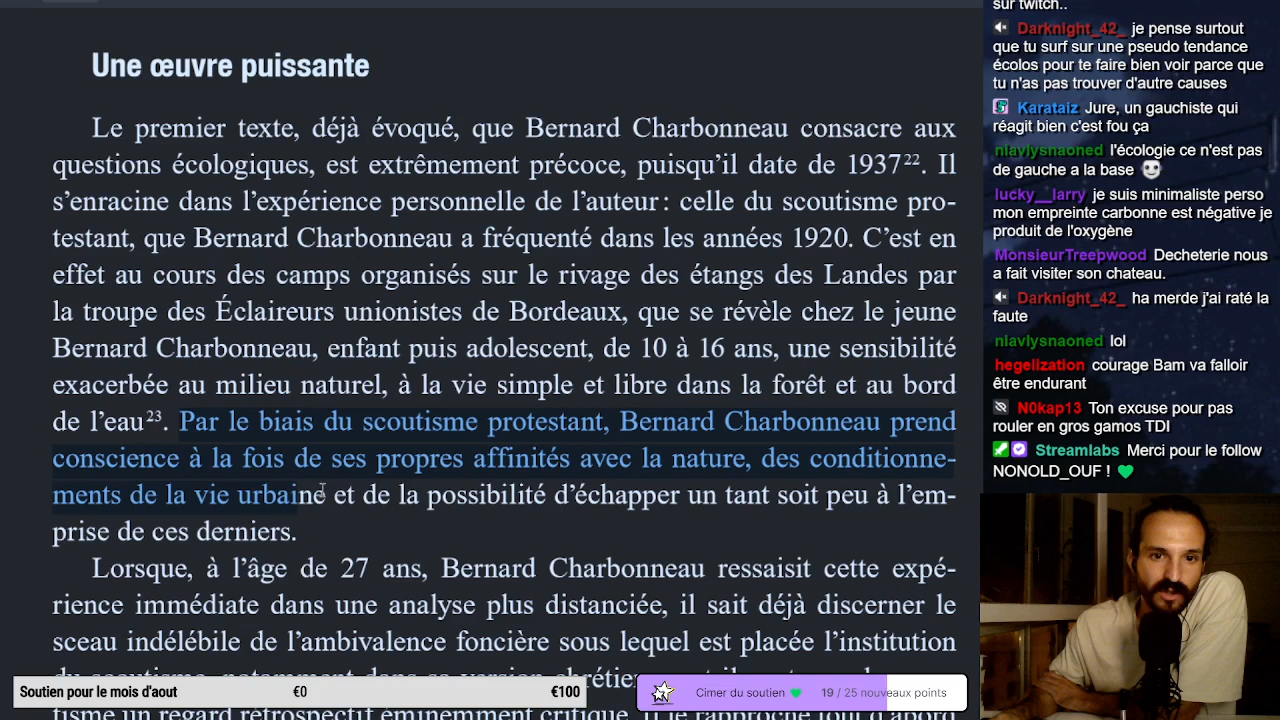 Une œuvre puissante
Le premier texte, déjà évoqué, que Bernard Charbonneau consacre aux
questions écologiques, est extrêmement précoce, puisqu’il date de 1937²². Il
s’enracine dans l’expérience personnelle de l’auteur : celle du scoutisme pro-
testant, que Bernard Charbonneau a fréquenté dans les années 1920. C’est en
effet au cours des camps organisés sur le rivage des étangs des Landes par
la troupe des Éclaireurs unionistes de Bordeaux, que se révèle chez le jeune
Bernard Charbonneau, enfant puis adolescent, de 10 à 16 ans, une sensibilité
exacerbée au milieu naturel, à la vie simple et libre dans la forêt et au bord
de l’eau²³. Par le biais du scoutisme protestant, Bernard Charbonneau prend
conscience à la fois de ses propres affinités avec la nature, des conditionne-
ments de la vie urbaine et de la possibilité d’échapper un tant soit peu à l’em-
prise de ces derniers.
Lorsque, à l’âge de 27 ans, Bernard Charbonneau ressaisit cette expé-
rience immédiate dans une analyse plus distanciée, il sait déjà discerner le
sceau indélébile de l’ambivalence foncière sous lequel est placée l’institution
Soutien pour le mois d'aout €0 €100
Cimer du soutien 💚 19 / 25 nouveaux points
sur twitch..
Darknight_42_ je pense surtout
que tu surf sur une pseudo tendance
écolos pour te faire bien voir parce que
tu n'as pas trouver d'autre causes
Karataiz Jure, un gauchiste qui
réagit bien c'est fou ça
niavlysnaoned l'écologie ce n'est pas
de gauche a la base
lucky__larry je suis minimaliste perso
mon empreinte carbonne est négative je
produit de l'oxygène
MonsieurTreepwood Decheterie nous
a fait visiter son chateau.
Darknight_42_ ha merde j'ai raté la
faute
niavlysnaoned lol
hegelization courage Bam va falloir
être endurant
N0kap13 Ton excuse pour pas
rouler en gros gamos TDI
Streamlabs Merci pour le follow
NONOLD_OUF ! 💚